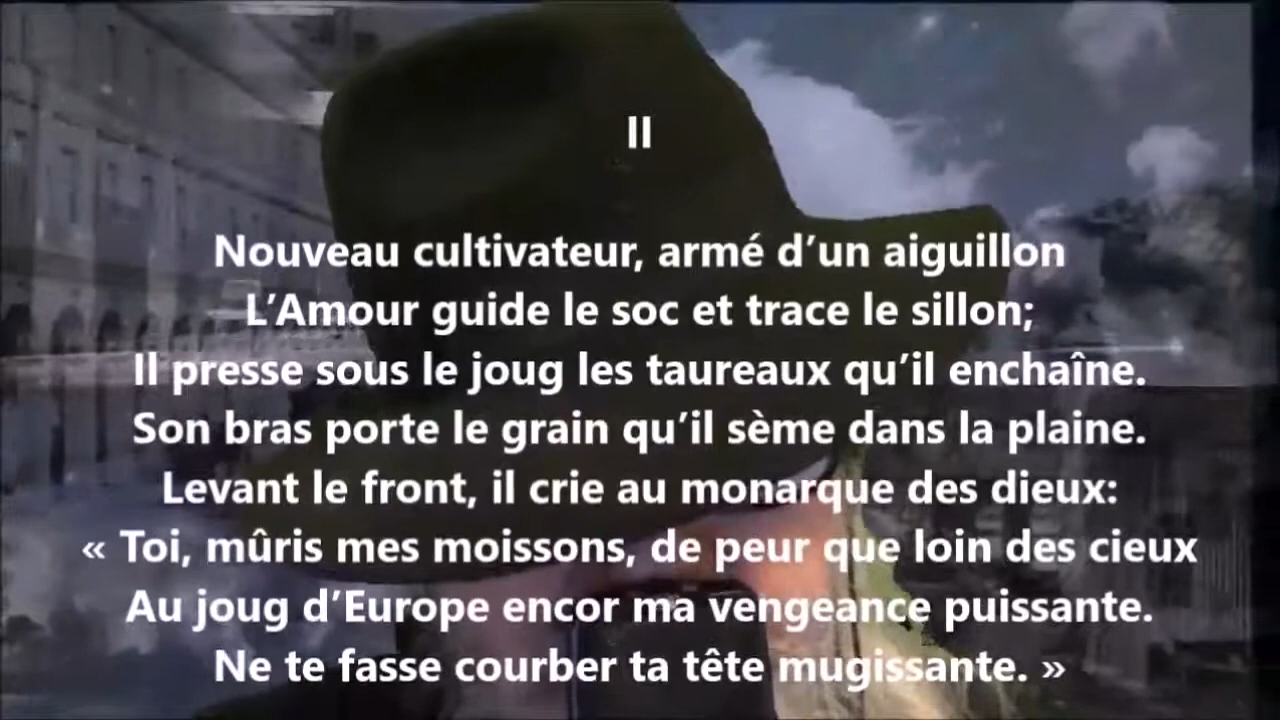 II
Nouveau cultivateur, armé d’un aiguillon
L’Amour guide le soc et trace le sillon;
Il presse sous le joug les taureaux qu’il enchaîne.
Son bras porte le grain qu’il sème dans la plaine.
Levant le front, il crie au monarque des dieux:
« Toi, mûris mes moissons, de peur que loin des cieux
Au joug d’Europe encor ma vengeance puissante.
Ne te fasse courber ta tête mugissante. »